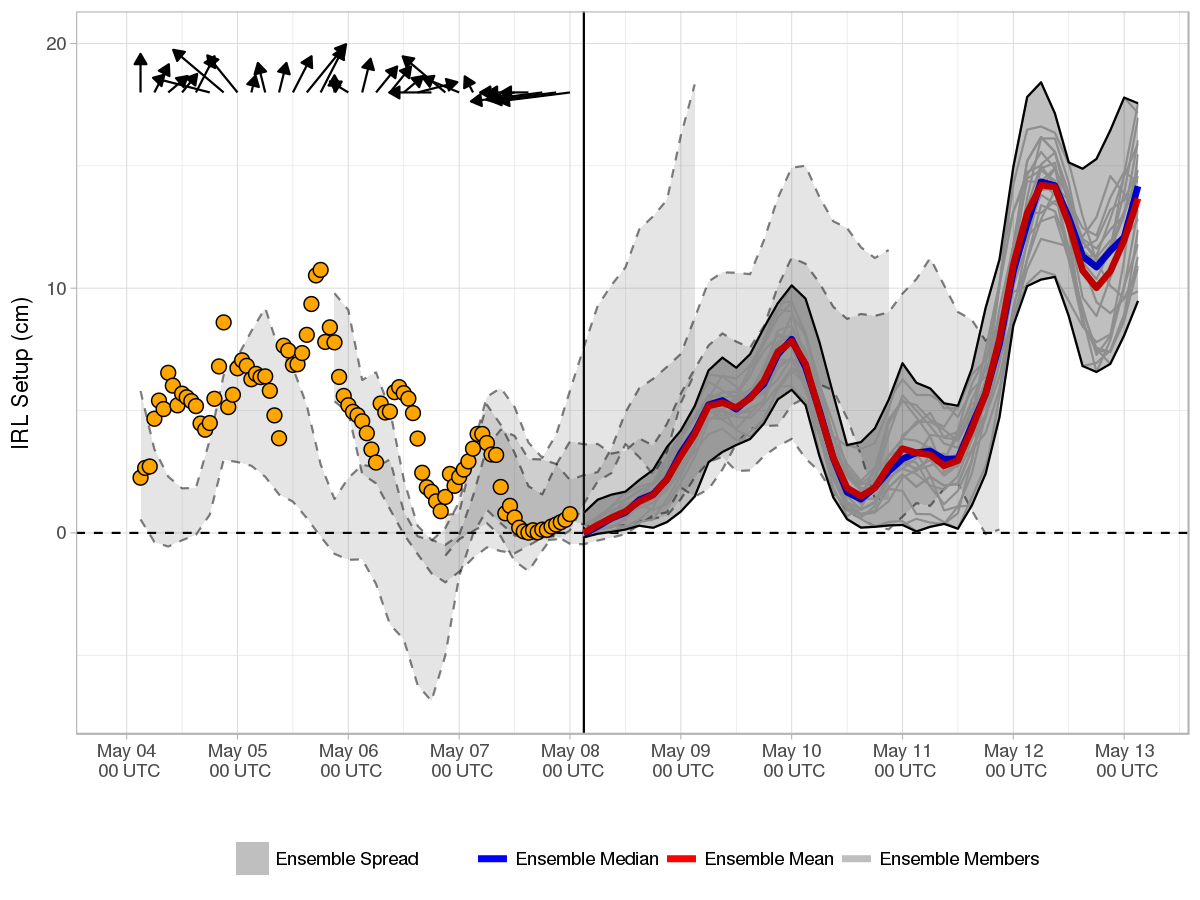 IRL Setup (cm)
20
10
0
May 04 May 05 May 06 May 07 May 08 May 09 May 10 May 11 May 12 May 13
00 UTC 00 UTC 00 UTC 00 UTC 00 UTC 00 UTC 00 UTC 00 UTC 00 UTC 00 UTC
Ensemble Spread Ensemble Median Ensemble Mean Ensemble Members